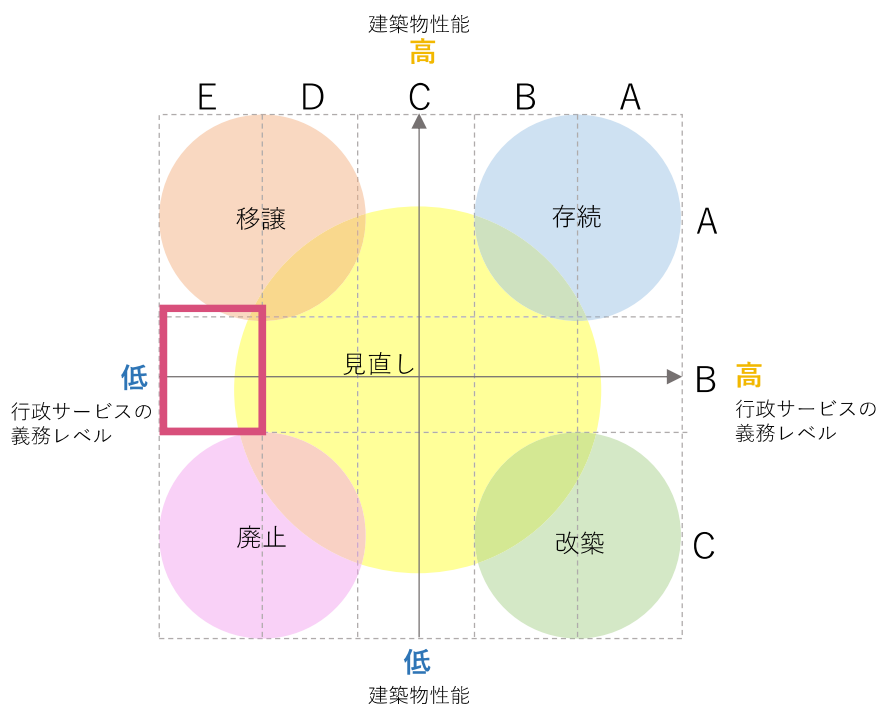 建築物性能
高
E D C B A
移譲
存続
A
見直し
低
B
高
行政サービスの
義務レベル
行政サービスの
義務レベル
廃止
改築
C
低
建築物性能